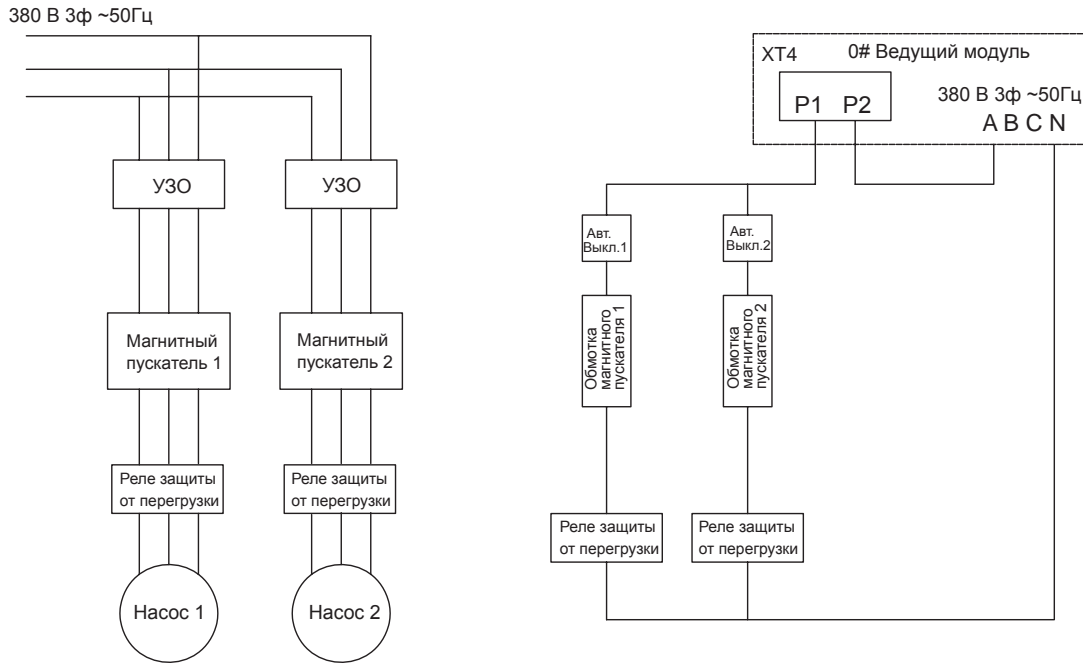 380 В 3ф ~50Гц
УЗО
УЗО
Магнитный
пускатель 1
Магнитный
пускатель 2
Реле защиты
от перегрузки
Реле защиты
от перегрузки
Насос 1
Насос 2
XT4
0# Ведущий модуль
P1
P2
380 В 3ф ~50Гц
A B C N
Авт.
Выкл.1
Авт.
Выкл.2
Обмотка
магнитного
пускателя 1
Обмотка
магнитного
пускателя 2
Реле защиты
от перегрузки
Реле защиты
от перегрузки